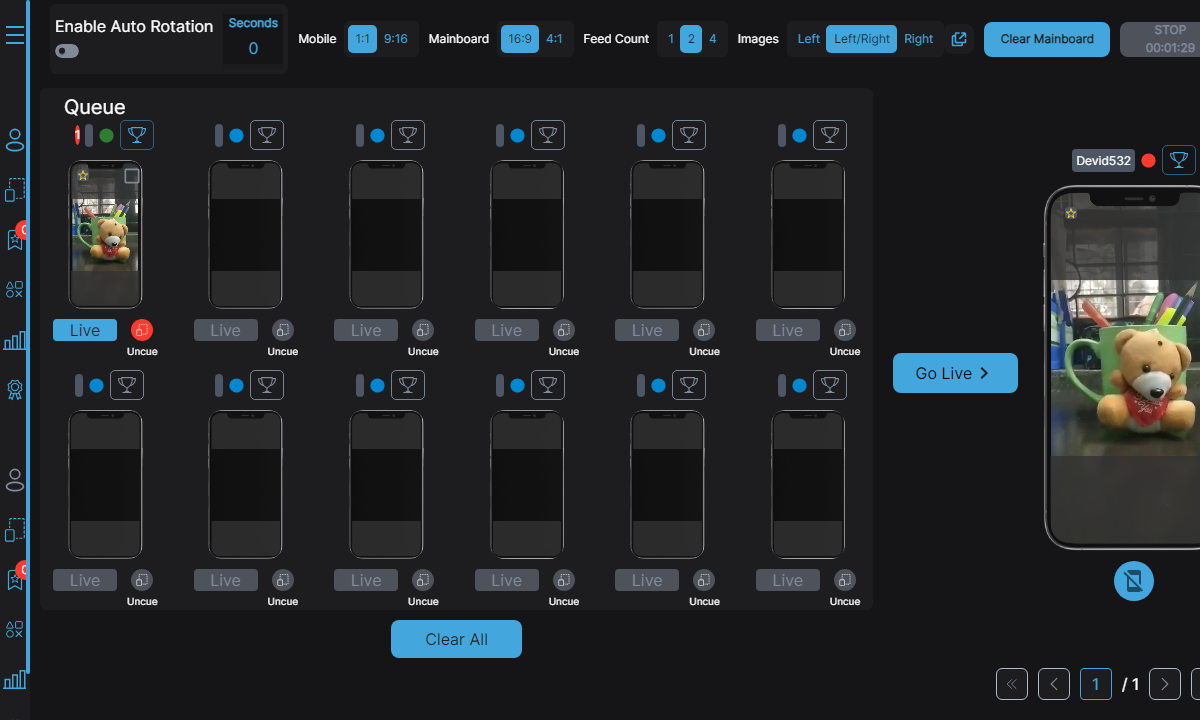 Enable Auto Rotation
Seconds
0
Mobile 1:1 9:16 Mainboard 16:9 4:1 Feed Count 1 2 4 Images Left Left/Right Right Clear Mainboard
STOP
00:01:29
Queue
1
Devid532
Live Live Live Live Live Live
Uncue Uncue Uncue Uncue Uncue Uncue
Go Live
Live Live Live Live Live Live
Uncue Uncue Uncue Uncue Uncue Uncue
Clear All
1 / 1